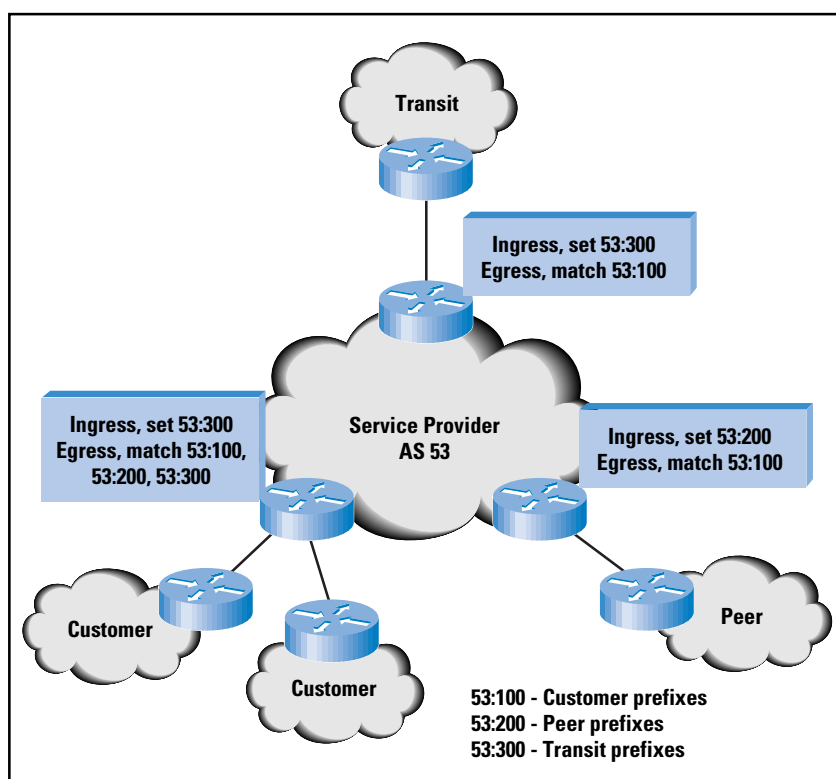 Transit
Ingress, set 53:300
Egress, match 53:100
Ingress, set 53:300
Egress, match 53:100,
53:200, 53:300
Service Provider
AS 53
Ingress, set 53:200
Egress, match 53:100
Customer
Customer
Peer
53:100 - Customer prefixes
53:200 - Peer prefixes
53:300 - Transit prefixes